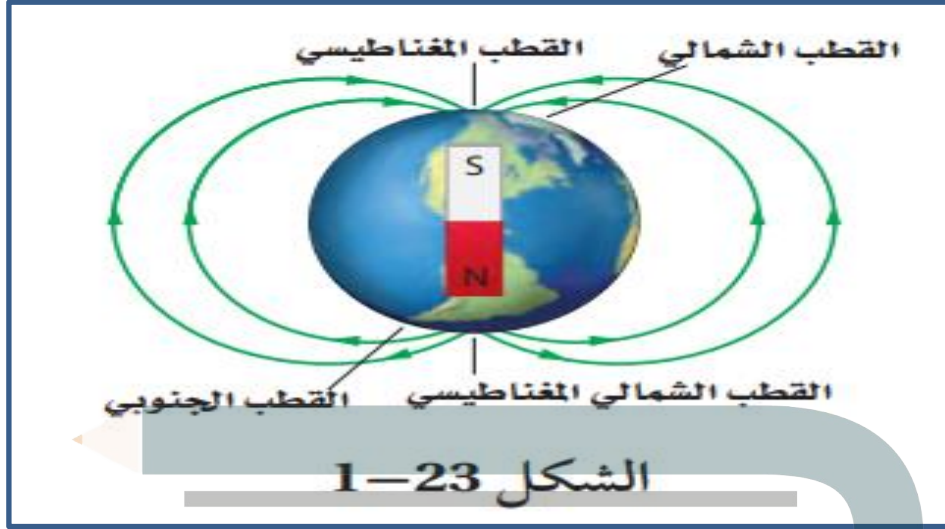 القطب الشمالي
القطب المغناطيسي
S
N
القطب الشمالي المغناطيسي
القطب الجنوبي
الشكل 23–1